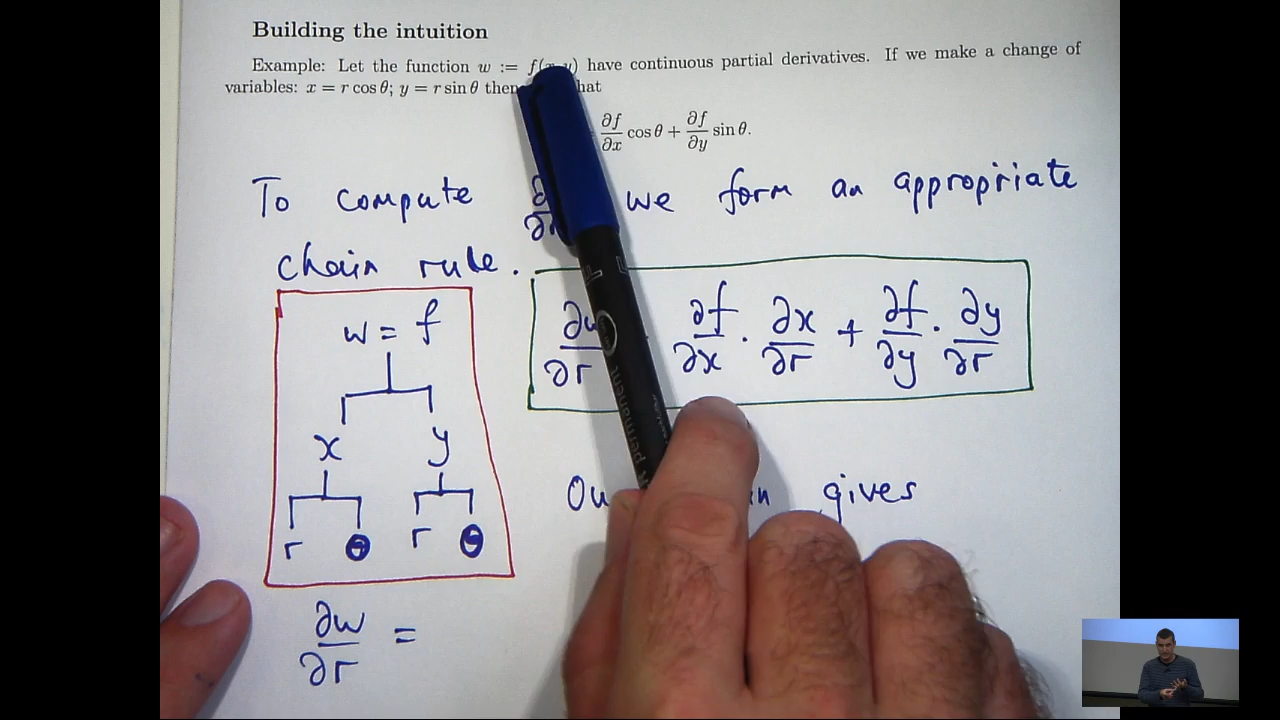 Building the intuition
Example: Let the function w := f(x, y) have continuous partial derivatives. If we make a change of
variables: x = r cos θ; y = r sin θ then
∂f/∂x cos θ + ∂f/∂y sin θ.
To compute we form an appropriate
chain rule.
w = f
x y
r θ r θ
∂w/∂r ∂f/∂x · ∂x/∂r + ∂f/∂y · ∂y/∂r
gives
∂w/∂r =
permanent